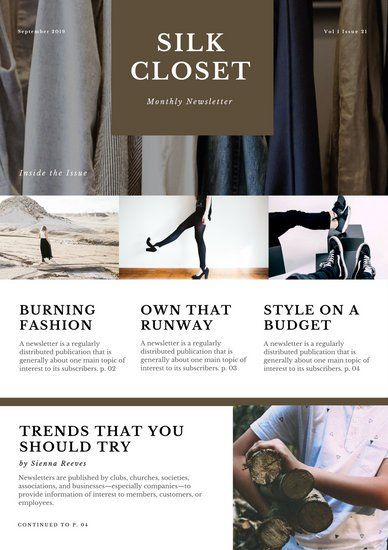 September 2019
Vol 1 Issue 21
SILK
CLOSET
Monthly Newsletter
Inside the Issue
BURNING
FASHION
A newsletter is a regularly
distributed publication that is
generally about one main topic of
interest to its subscribers. p. 02
OWN THAT
RUNWAY
A newsletter is a regularly
distributed publication that is
generally about one main topic of
interest to its subscribers. p. 03
STYLE ON A
BUDGET
A newsletter is a regularly
distributed publication that is
generally about one main topic of
interest to its subscribers. p. 04
TRENDS THAT YOU
SHOULD TRY
by Sienna Reeves
Newsletters are published by clubs, churches, societies,
associations, and businesses—especially companies—to
provide information of interest to members, customers, or
employees.
CONTINUED TO P. 04